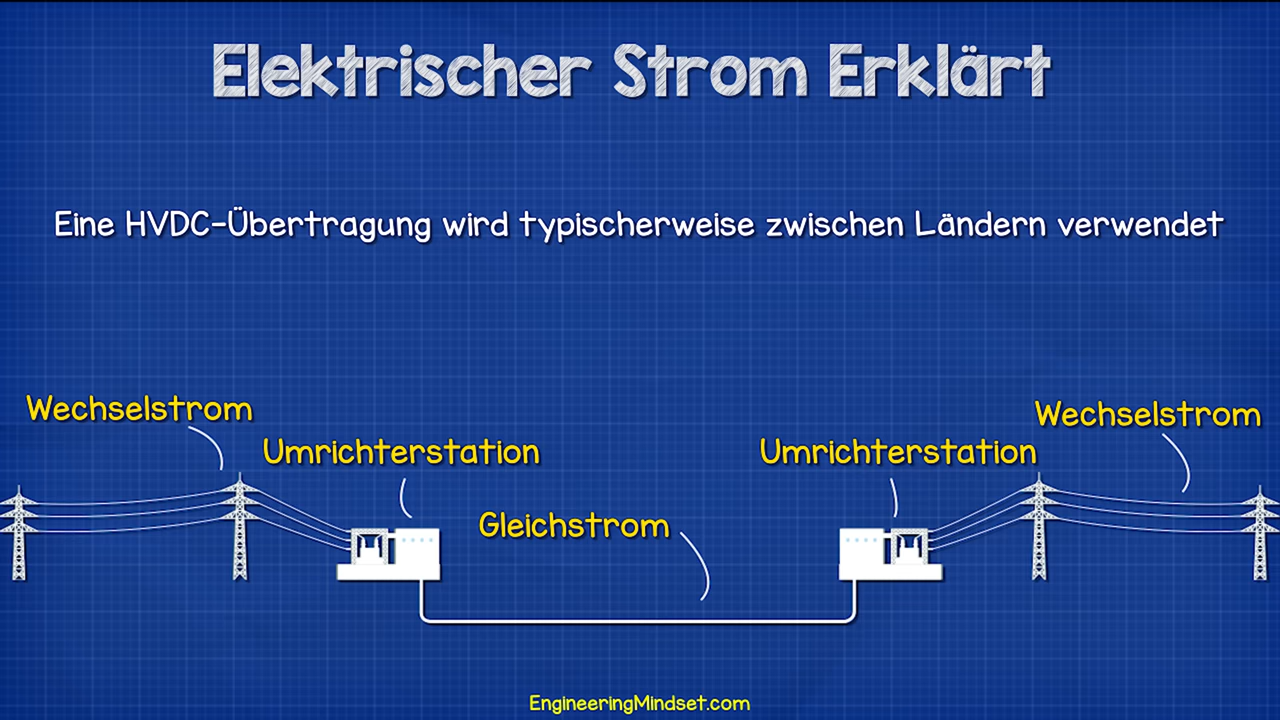 Elektrischer Strom Erklärt
Eine HVDC-Übertragung wird typischerweise zwischen Ländern verwendet
Wechselstrom
Wechselstrom
Umrichterstation
Umrichterstation
Gleichstrom
EngineeringMindset.com